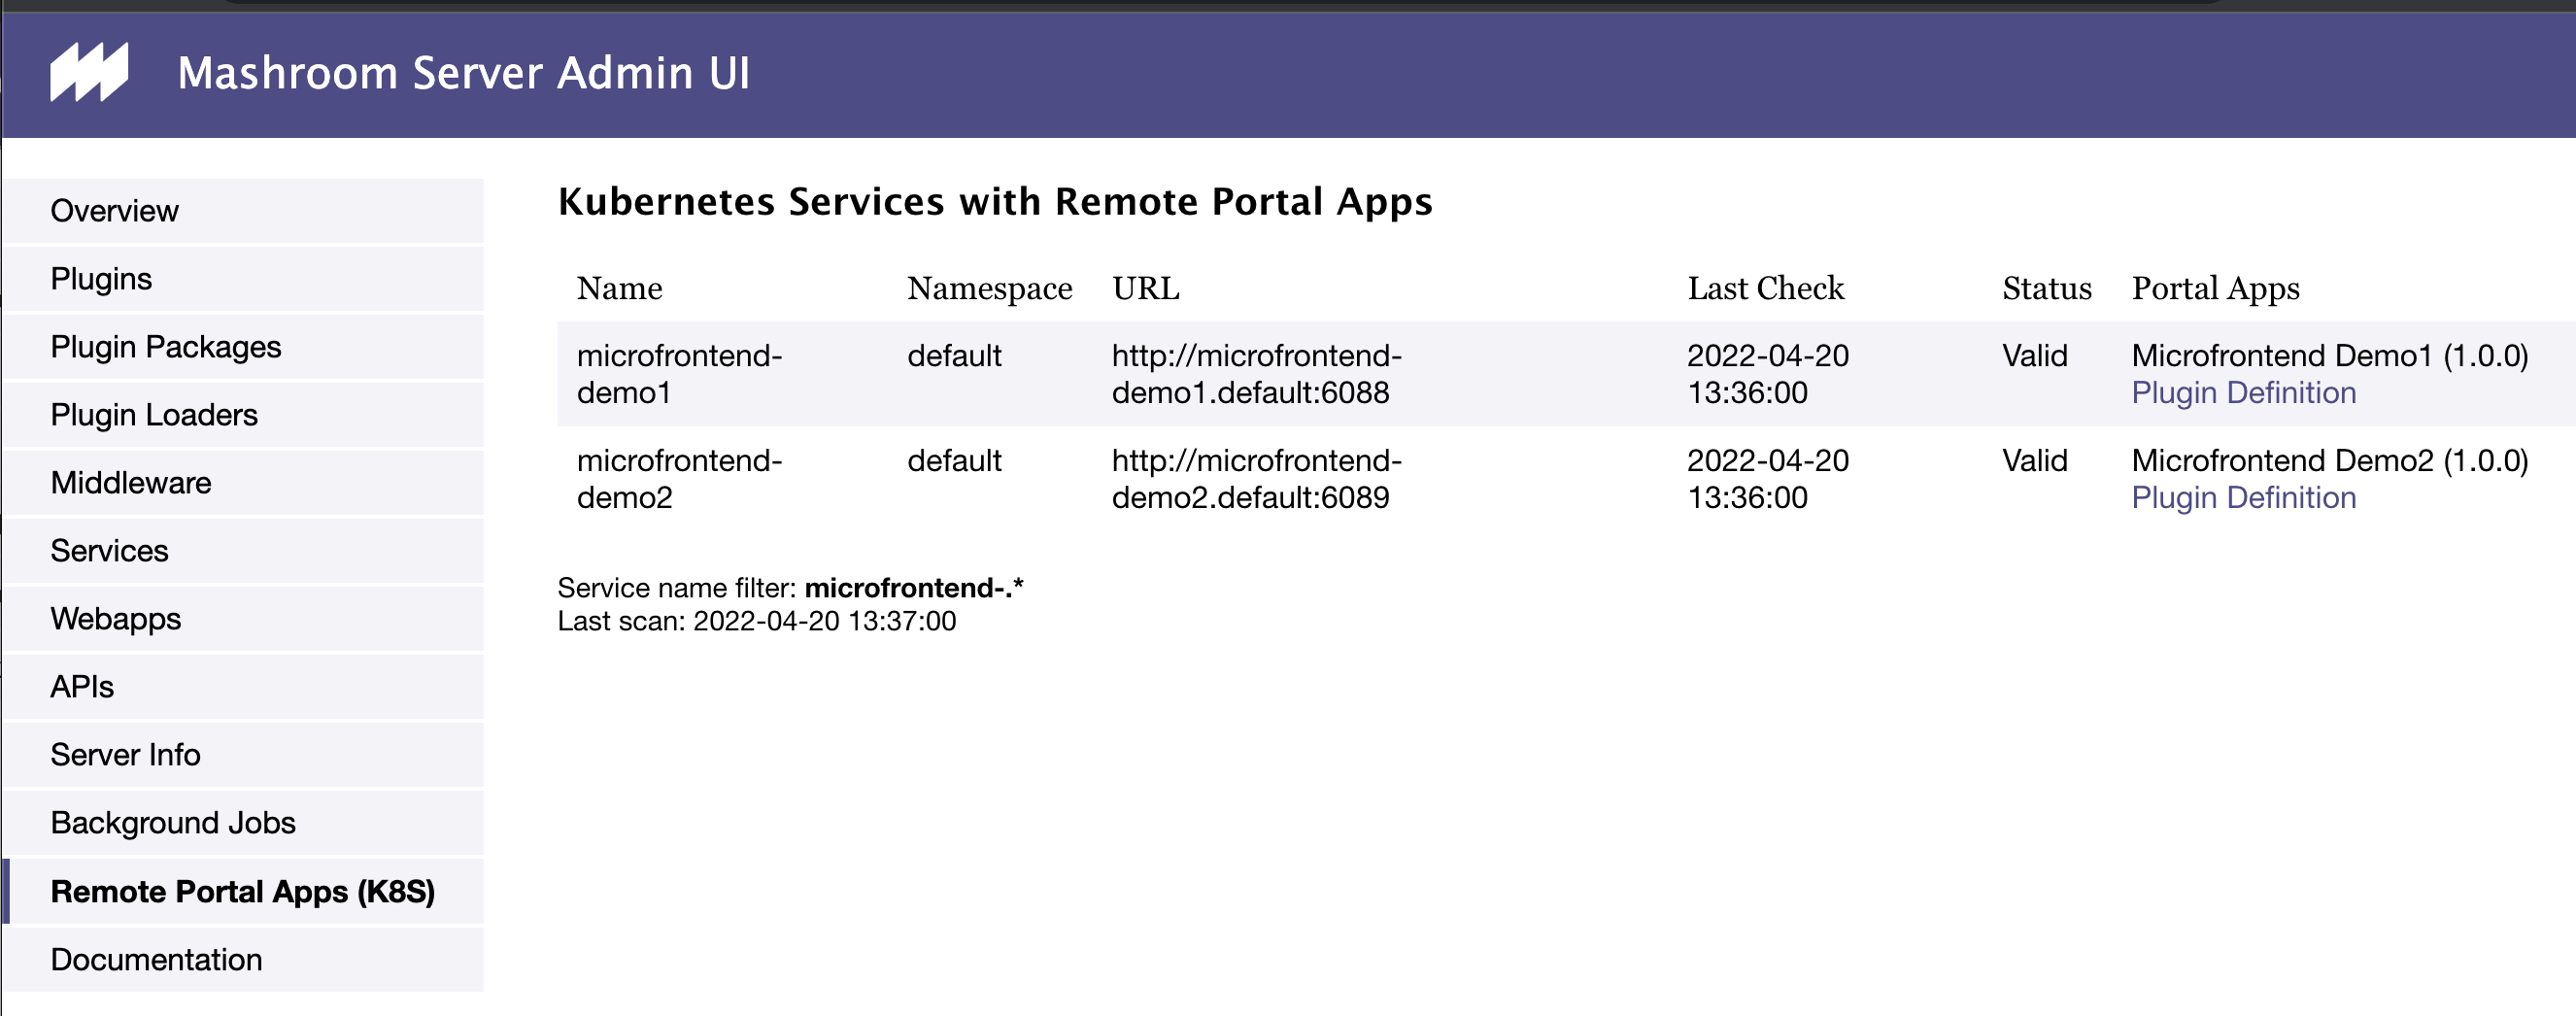 Mashroom Server Admin UI
Overview
Plugins
Plugin Packages
Plugin Loaders
Middleware
Services
Webapps
APIs
Server Info
Background Jobs
Remote Portal Apps (K8S)
Documentation
Kubernetes Services with Remote Portal Apps
Name Namespace URL Last Check Status Portal Apps
microfrontend- default http://microfrontend- 2022-04-20 Valid Microfrontend Demo1 (1.0.0)
demo1 demo1.default:6088 13:36:00 Plugin Definition
microfrontend- default http://microfrontend- 2022-04-20 Valid Microfrontend Demo2 (1.0.0)
demo2 demo2.default:6089 13:36:00 Plugin Definition
Service name filter: microfrontend-.*
Last scan: 2022-04-20 13:37:00